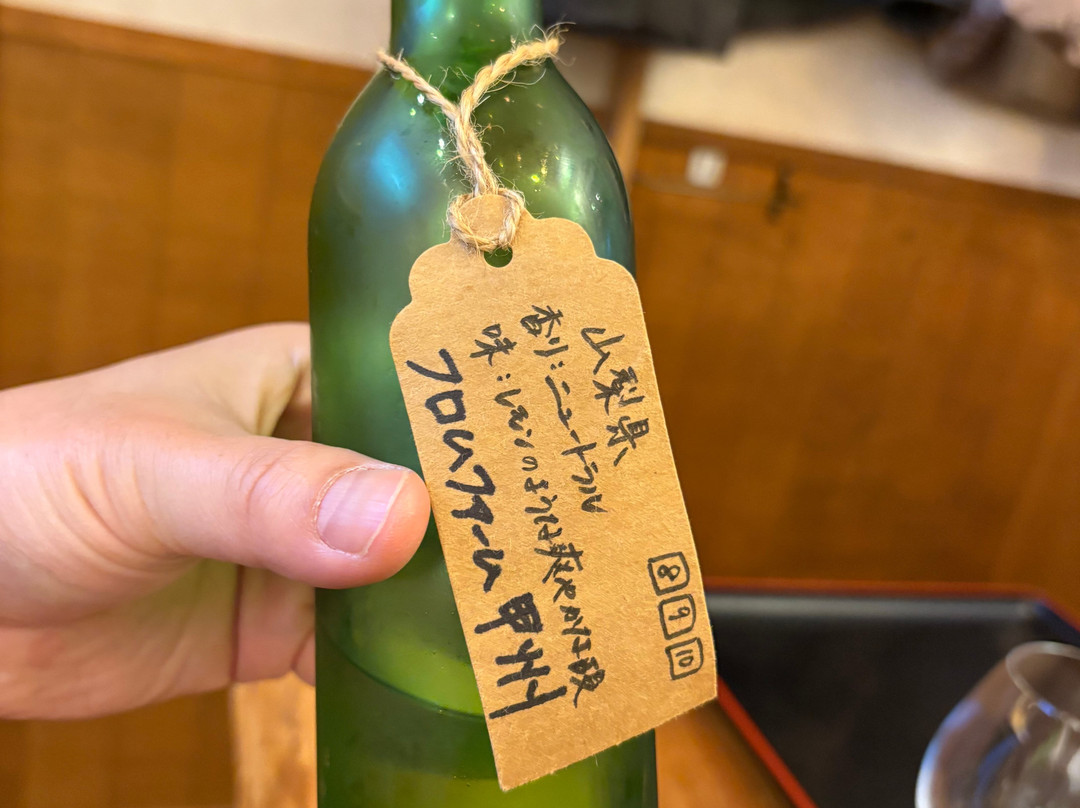 山梨県
香り:ニュートラル
味:レモンのような爽やかな酸
フロムファーム 甲州
8 9 10